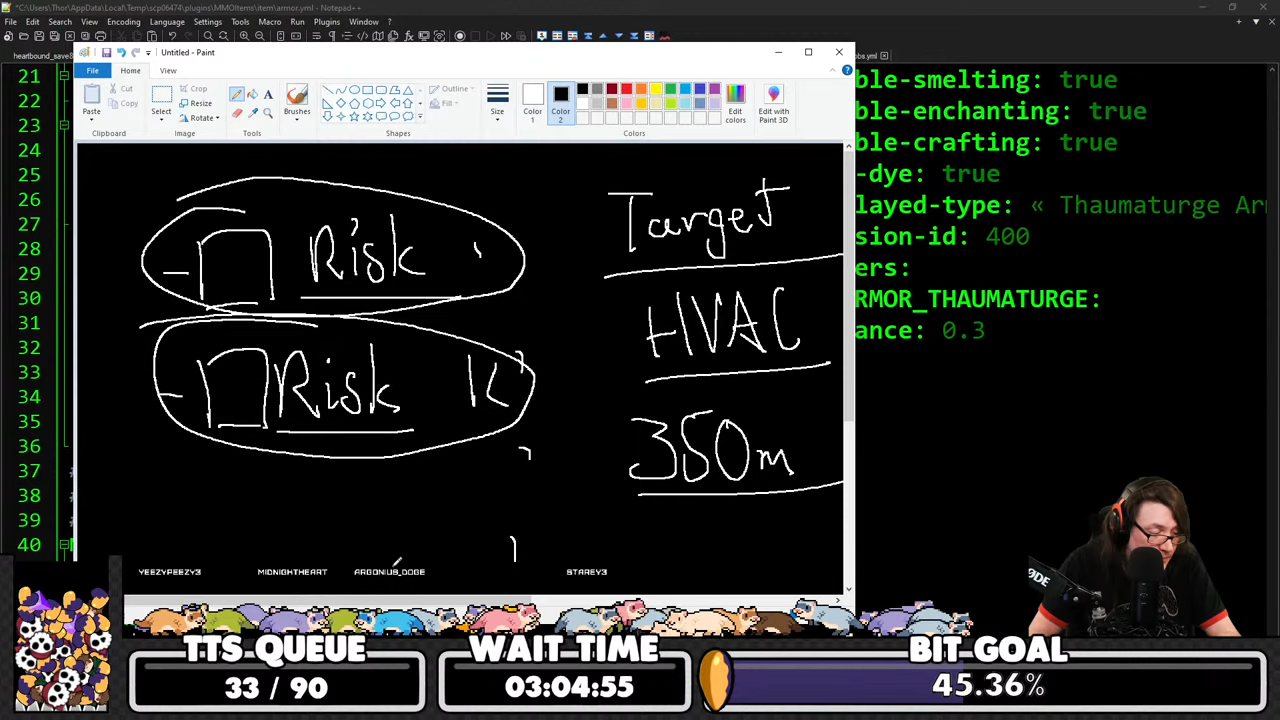 *C:\Users\Thor\AppData\Local\Temp\scp06474\plugins\MMOItems\item\armor.yml - Notepad++
File Edit Search View Encoding Language Settings Tools Macro Run Plugins Window ?
heartbound_save8
obs.yml
Untitled - Paint
File Home View
Paste
Cut
Copy
Clipboard
Select
Crop
Resize
Rotate
Image
Tools
Brushes
Outline
Fill
Shapes
Size
Color 1
Color 2
Edit colors
Edit with Paint 3D
Colors
21
22
23
24
25
26
27
28
29
30
31
32
33
34
35
36
37
38
39
40
ble-smelting: true
ble-enchanting: true
ble-crafting: true
-dye: true
layed-type: « Thaumaturge Ar
sion-id: 400
ers:
RMOR_THAUMATURGE:
ance: 0.3
- Risk
- Risk
Target
HVAC
350m
YEEZYPEEZY3 MIDNIGHTHEART ARGONIUS_DOGE STAREY3
TTS QUEUE
33 / 90
WAIT TIME
03:04:55
BIT GOAL
45.36%